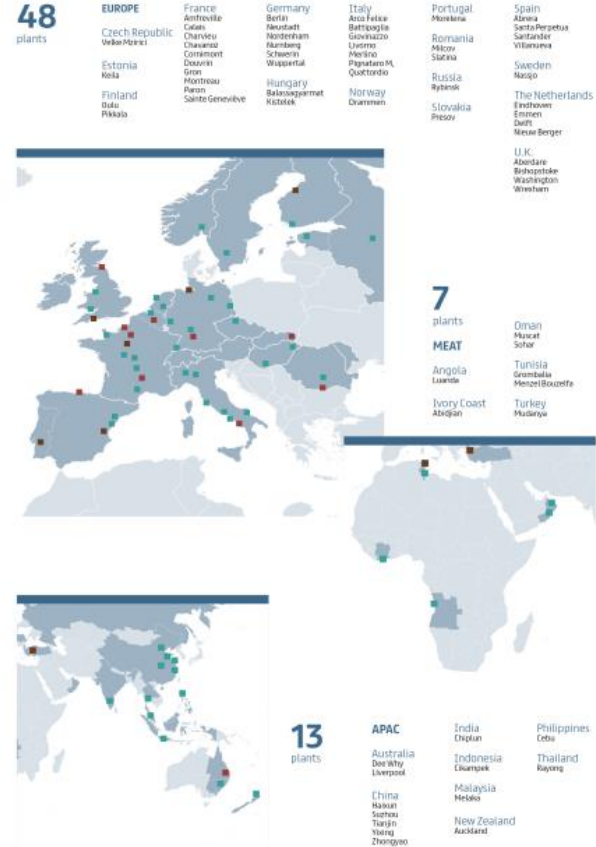 48
plants
EUROPE
Czech Republic
Velke Mzirici
Estonia
Keila
Finland
Oulu
Pikkala
France
Amfreville
Calais
Charvieu
Chavanoz
Cornimont
Douvrin
Gron
Montreau
Paron
Sainte Geneviève
Germany
Berlin
Neustadt
Nordenham
Nurnberg
Schwerin
Wuppertal
Hungary
Balassagyarmat
Kistelek
Italy
Arco Felice
Battipaglia
Giovinazzo
Livorno
Merlino
Pignataro M,
Quattordio
Norway
Drammen
Portugal
Morelena
Romania
Milcov
Slatina
Russia
Rybinsk
Slovakia
Presov
Spain
Abrera
Santa Perpetua
Santander
Villanueva
Sweden
Nassjo
The Netherlands
Eindhoven
Emmen
Delft
Nieuw Berger
U.K.
Aberdare
Bishopstoke
Washington
Wrexham
7
plants
MEAT
Angola
Luanda
Ivory Coast
Abidjian
Oman
Muscat
Sohar
Tunisia
Grombalia
Menzel Bouzelfa
Turkey
Mudanya
13
plants
APAC
Australia
Dee Why
Liverpool
China
Haixun
Suzhou
Tianjin
Yixing
Zhongyao
India
Chiplun
Indonesia
Cikampek
Malaysia
Melaka
New Zealand
Auckland
Philippines
Cebu
Thailand
Rayong